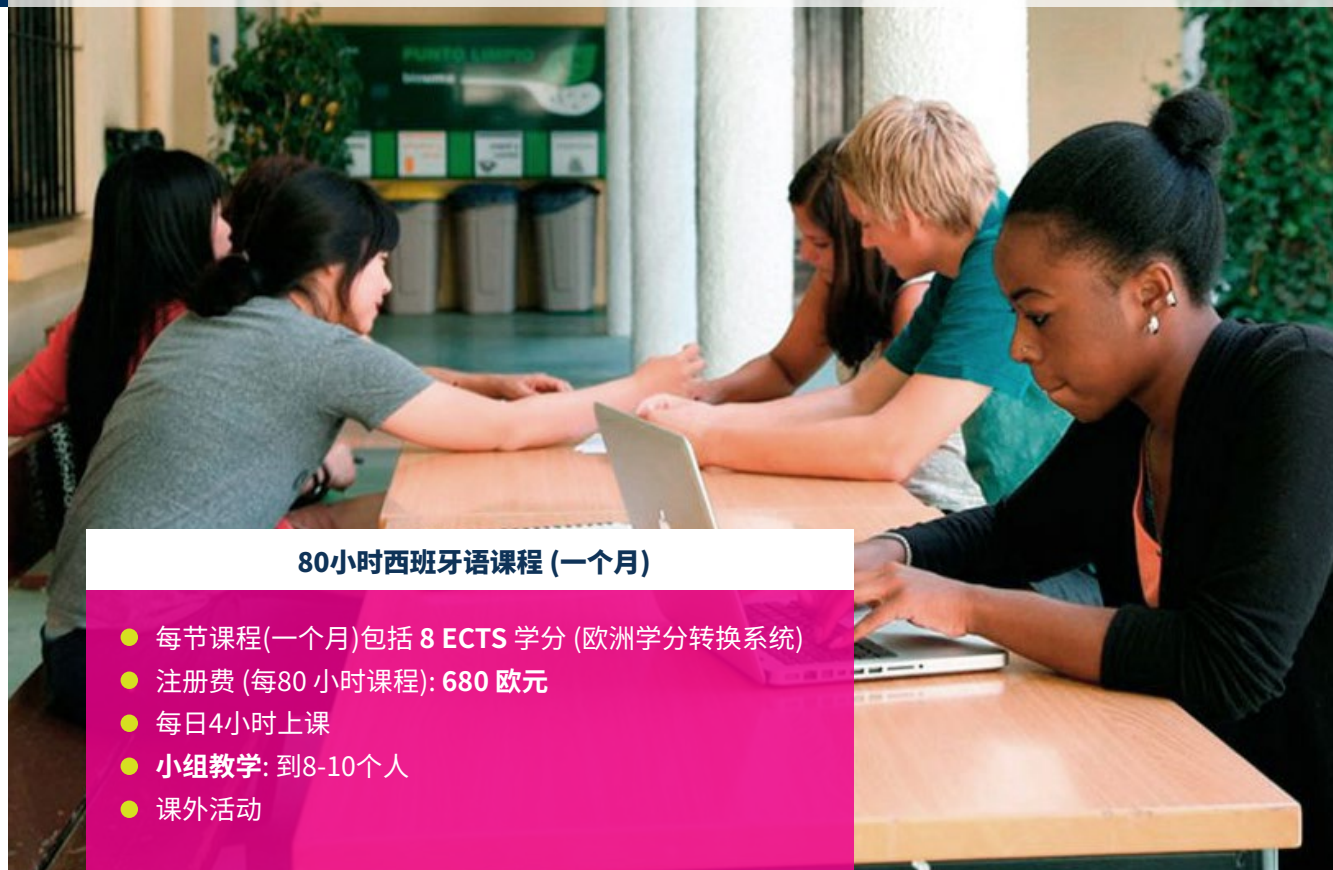 PUNTO LIMPIO
80小时西班牙语课程 (一个月)
每节课程(一个月)包括 8 ECTS 学分 (欧洲学分转换系统)
注册费 (每80 小时课程): 680 欧元
每日4小时上课
小组教学: 到8-10个人
课外活动